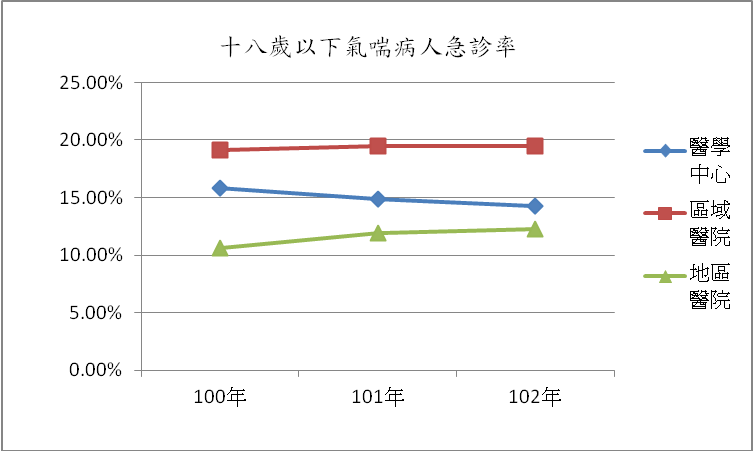 十八歲以下氣喘病人急診率
25.00%
20.00%
15.00%
10.00%
5.00%
0.00%
100年
101年
102年
醫學
中心
區域
醫院
地區
醫院